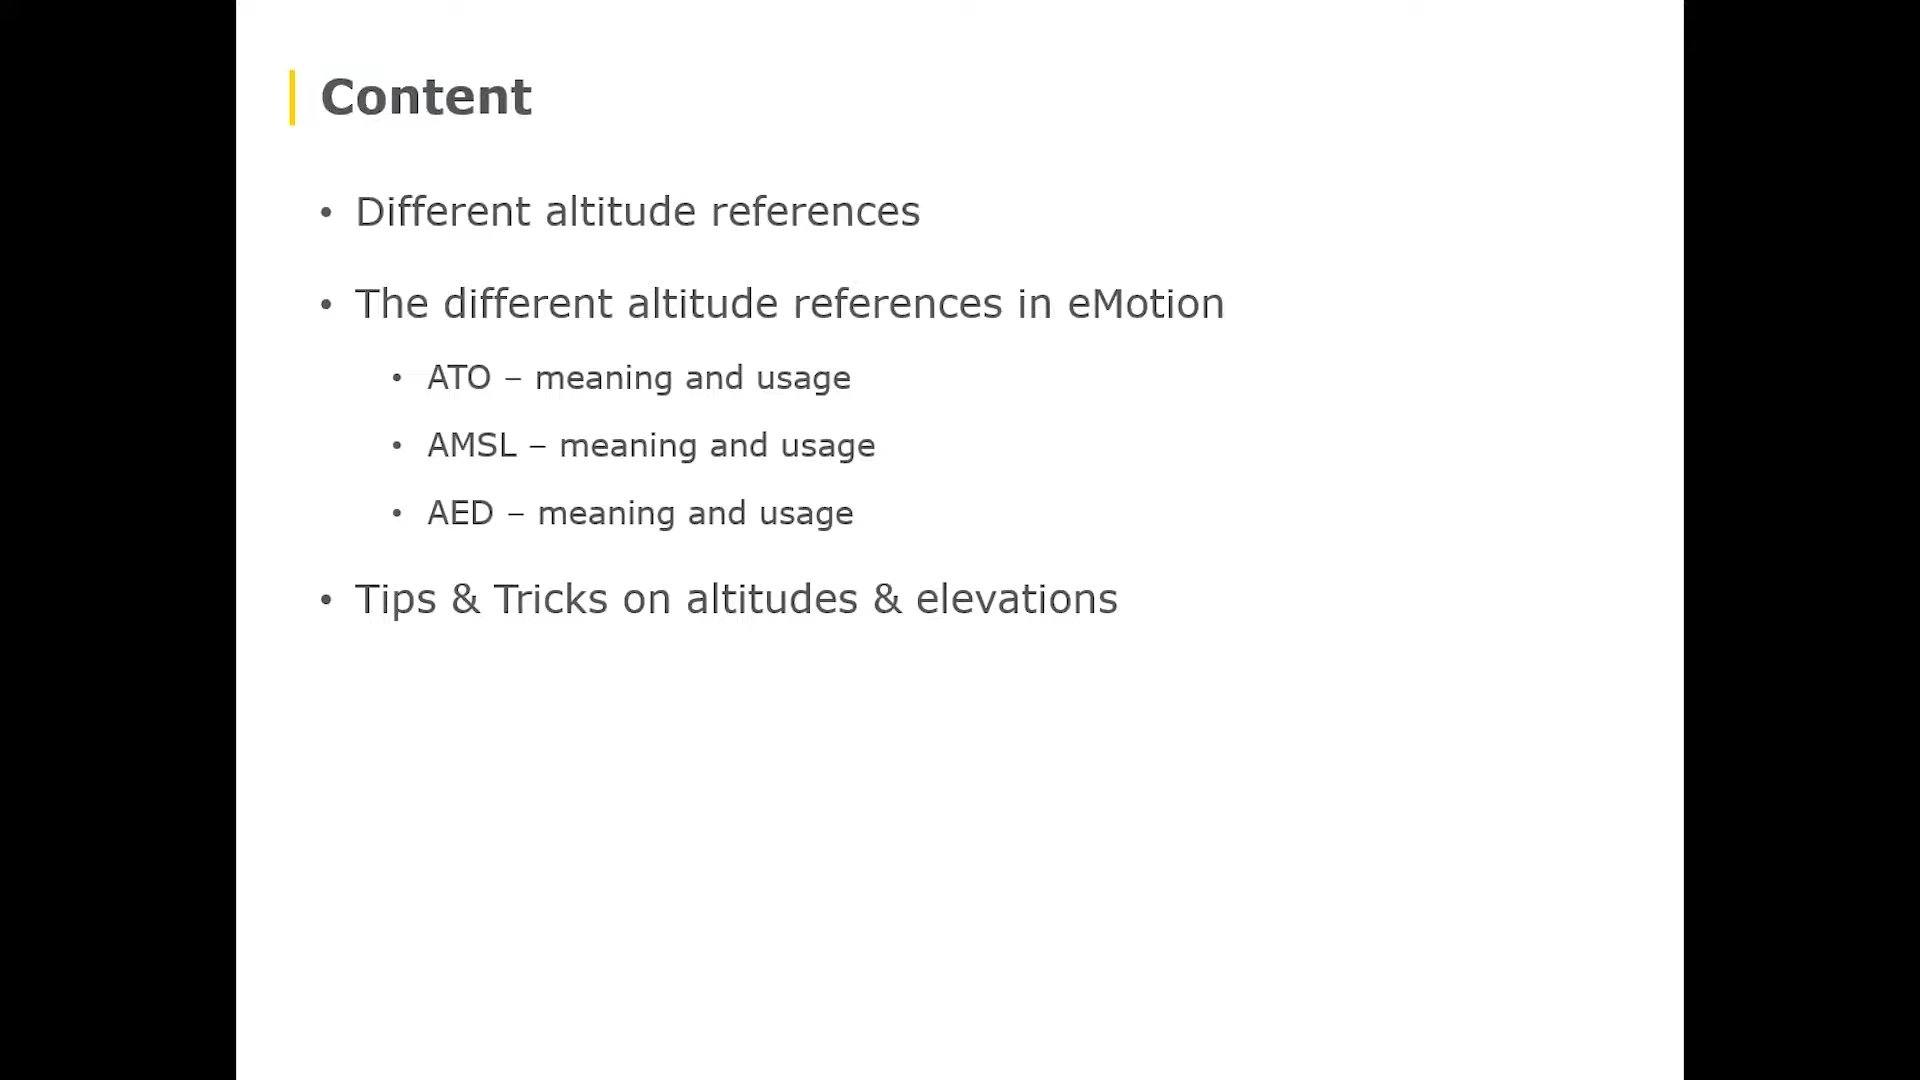 Content
• Different altitude references
• The different altitude references in eMotion
• ATO – meaning and usage
• AMSL – meaning and usage
• AED – meaning and usage
• Tips & Tricks on altitudes & elevations